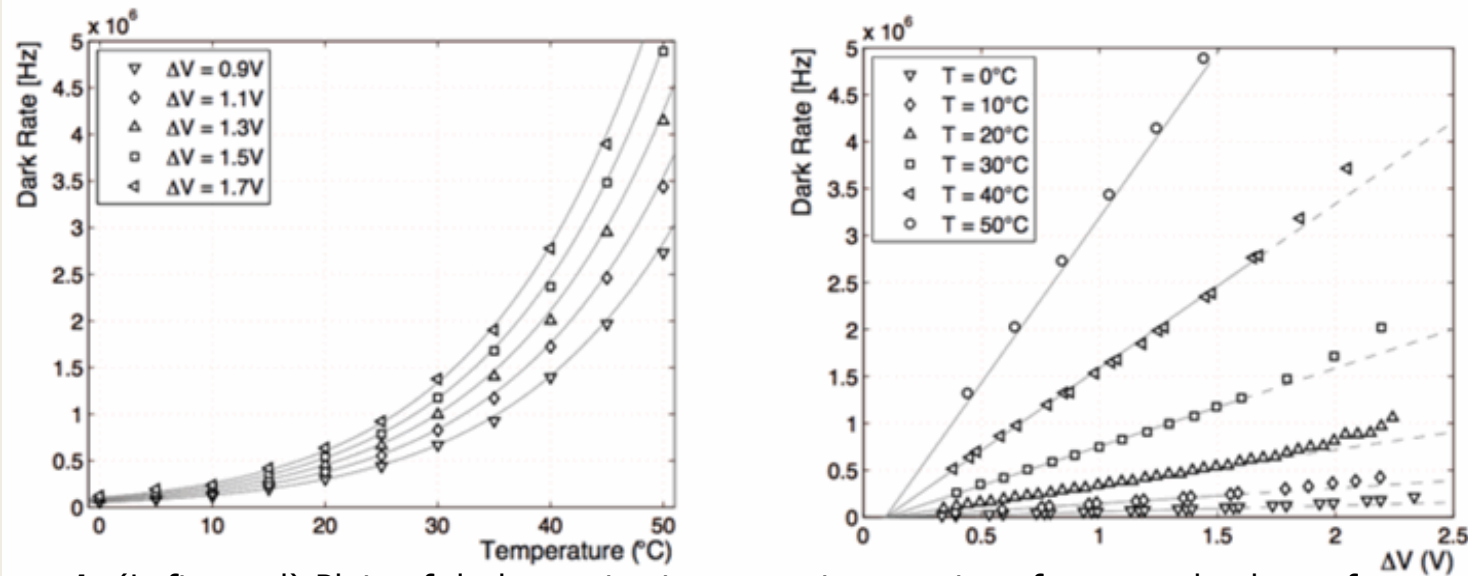 x 10⁶
Dark Rate [Hz]
5
4.5
4
3.5
3
2.5
2
1.5
1
0.5
0
ΔV = 0.9V
ΔV = 1.1V
ΔV = 1.3V
ΔV = 1.5V
ΔV = 1.7V
0 10 20 30 40 50
Temperature (°C)
x 10⁶
Dark Rate [Hz]
5
4.5
4
3.5
3
2.5
2
1.5
1
0.5
0
T = 0°C
T = 10°C
T = 20°C
T = 30°C
T = 40°C
T = 50°C
0 0.5 1 1.5 2 2.5
ΔV (V)